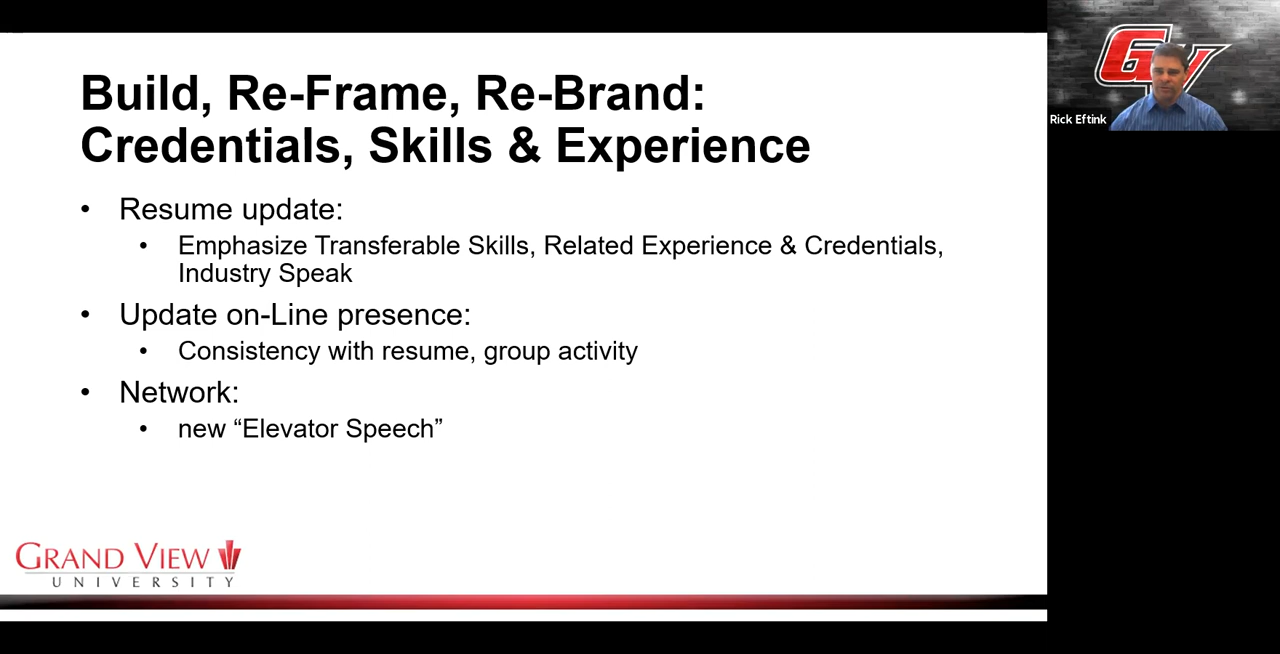 Build, Re-Frame, Re-Brand:
Credentials, Skills & Experience
• Resume update:
• Emphasize Transferable Skills, Related Experience & Credentials,
Industry Speak
• Update on-Line presence:
• Consistency with resume, group activity
• Network:
• new “Elevator Speech”
GRAND VIEW
UNIVERSITY
GV
Rick Eftink